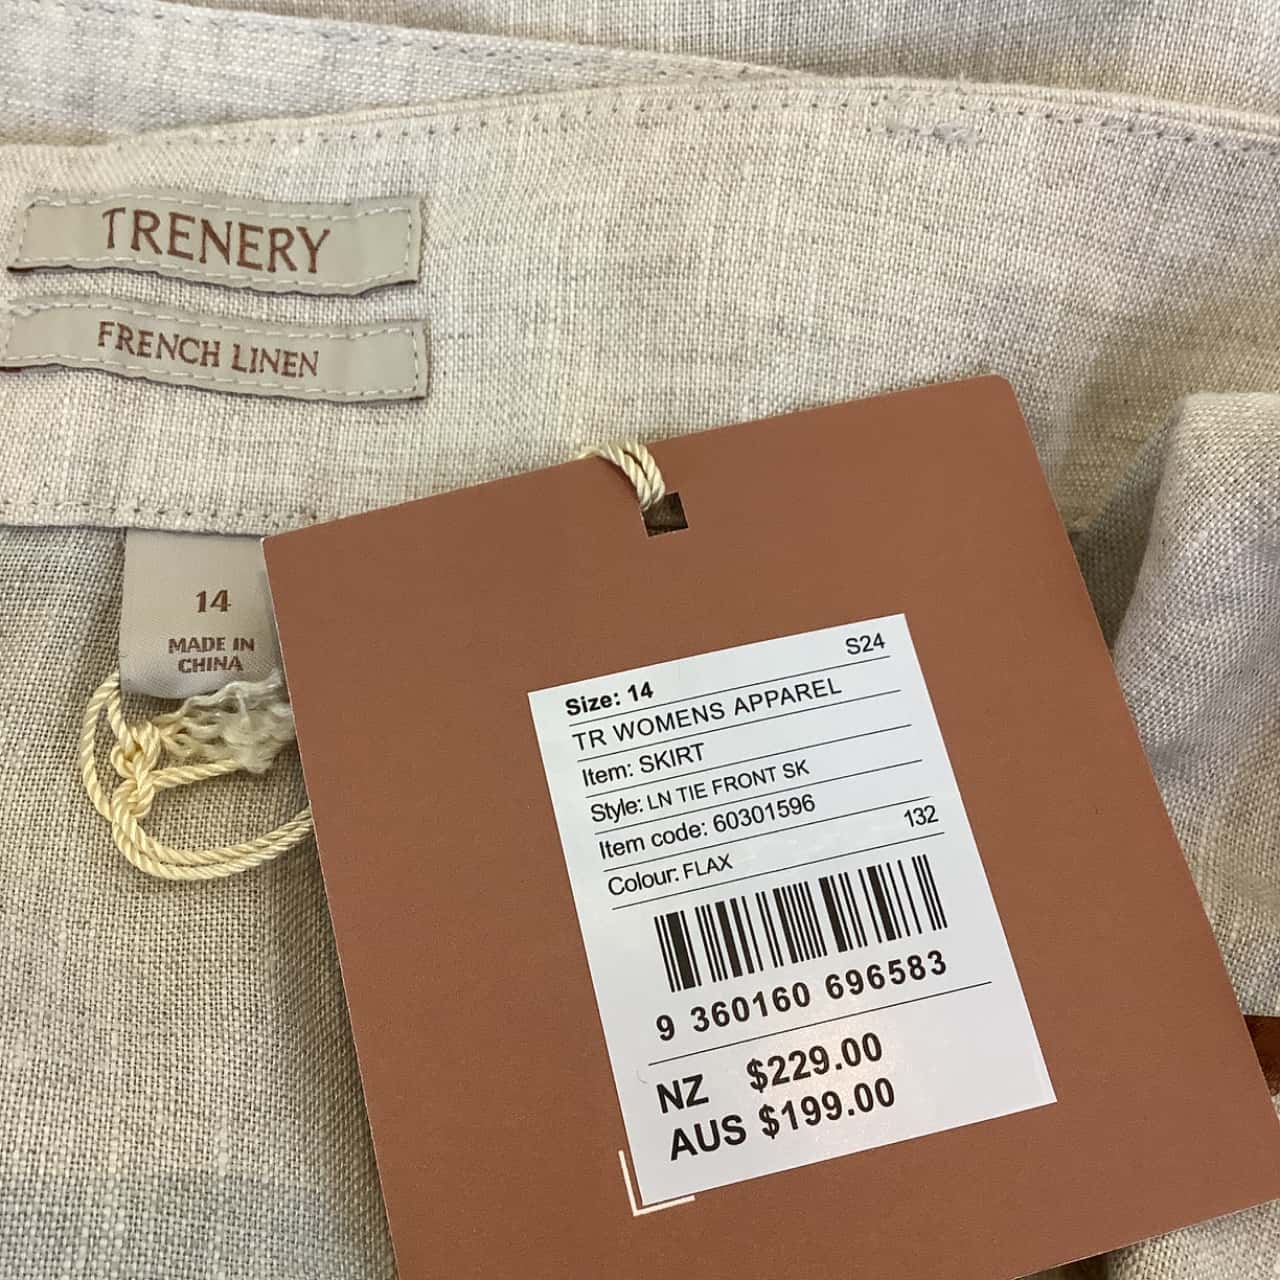 TRENERY
FRENCH LINEN
14
MADE IN
CHINA
S24
Size: 14
TR WOMENS APPAREL
Item: SKIRT
Style: LN TIE FRONT SK
Item code: 60301596
132
Colour: FLAX
9 360160 696583
NZ $229.00
AUS $199.00